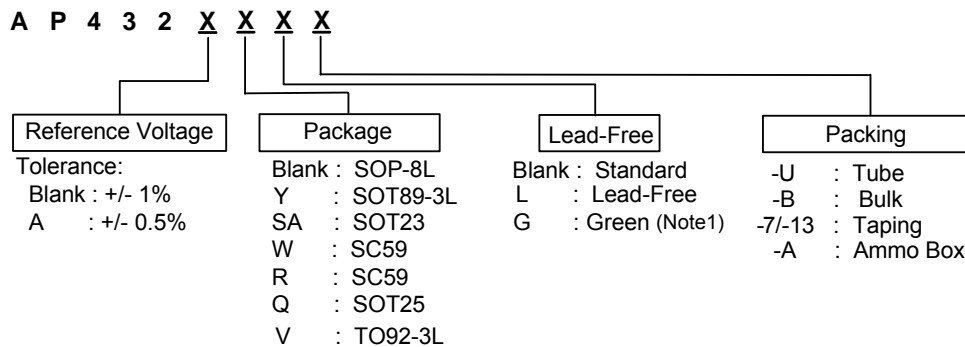 A P 4 3 2 X X X X
Reference Voltage
Tolerance:
Blank : +/- 1%
A : +/- 0.5%
Package
Blank : SOP-8L
Y : SOT89-3L
SA : SOT23
W : SC59
R : SC59
Q : SOT25
V : TO92-3L
Lead-Free
Blank : Standard
L : Lead-Free
G : Green (Note1)
Packing
-U : Tube
-B : Bulk
-7/-13 : Taping
-A : Ammo Box